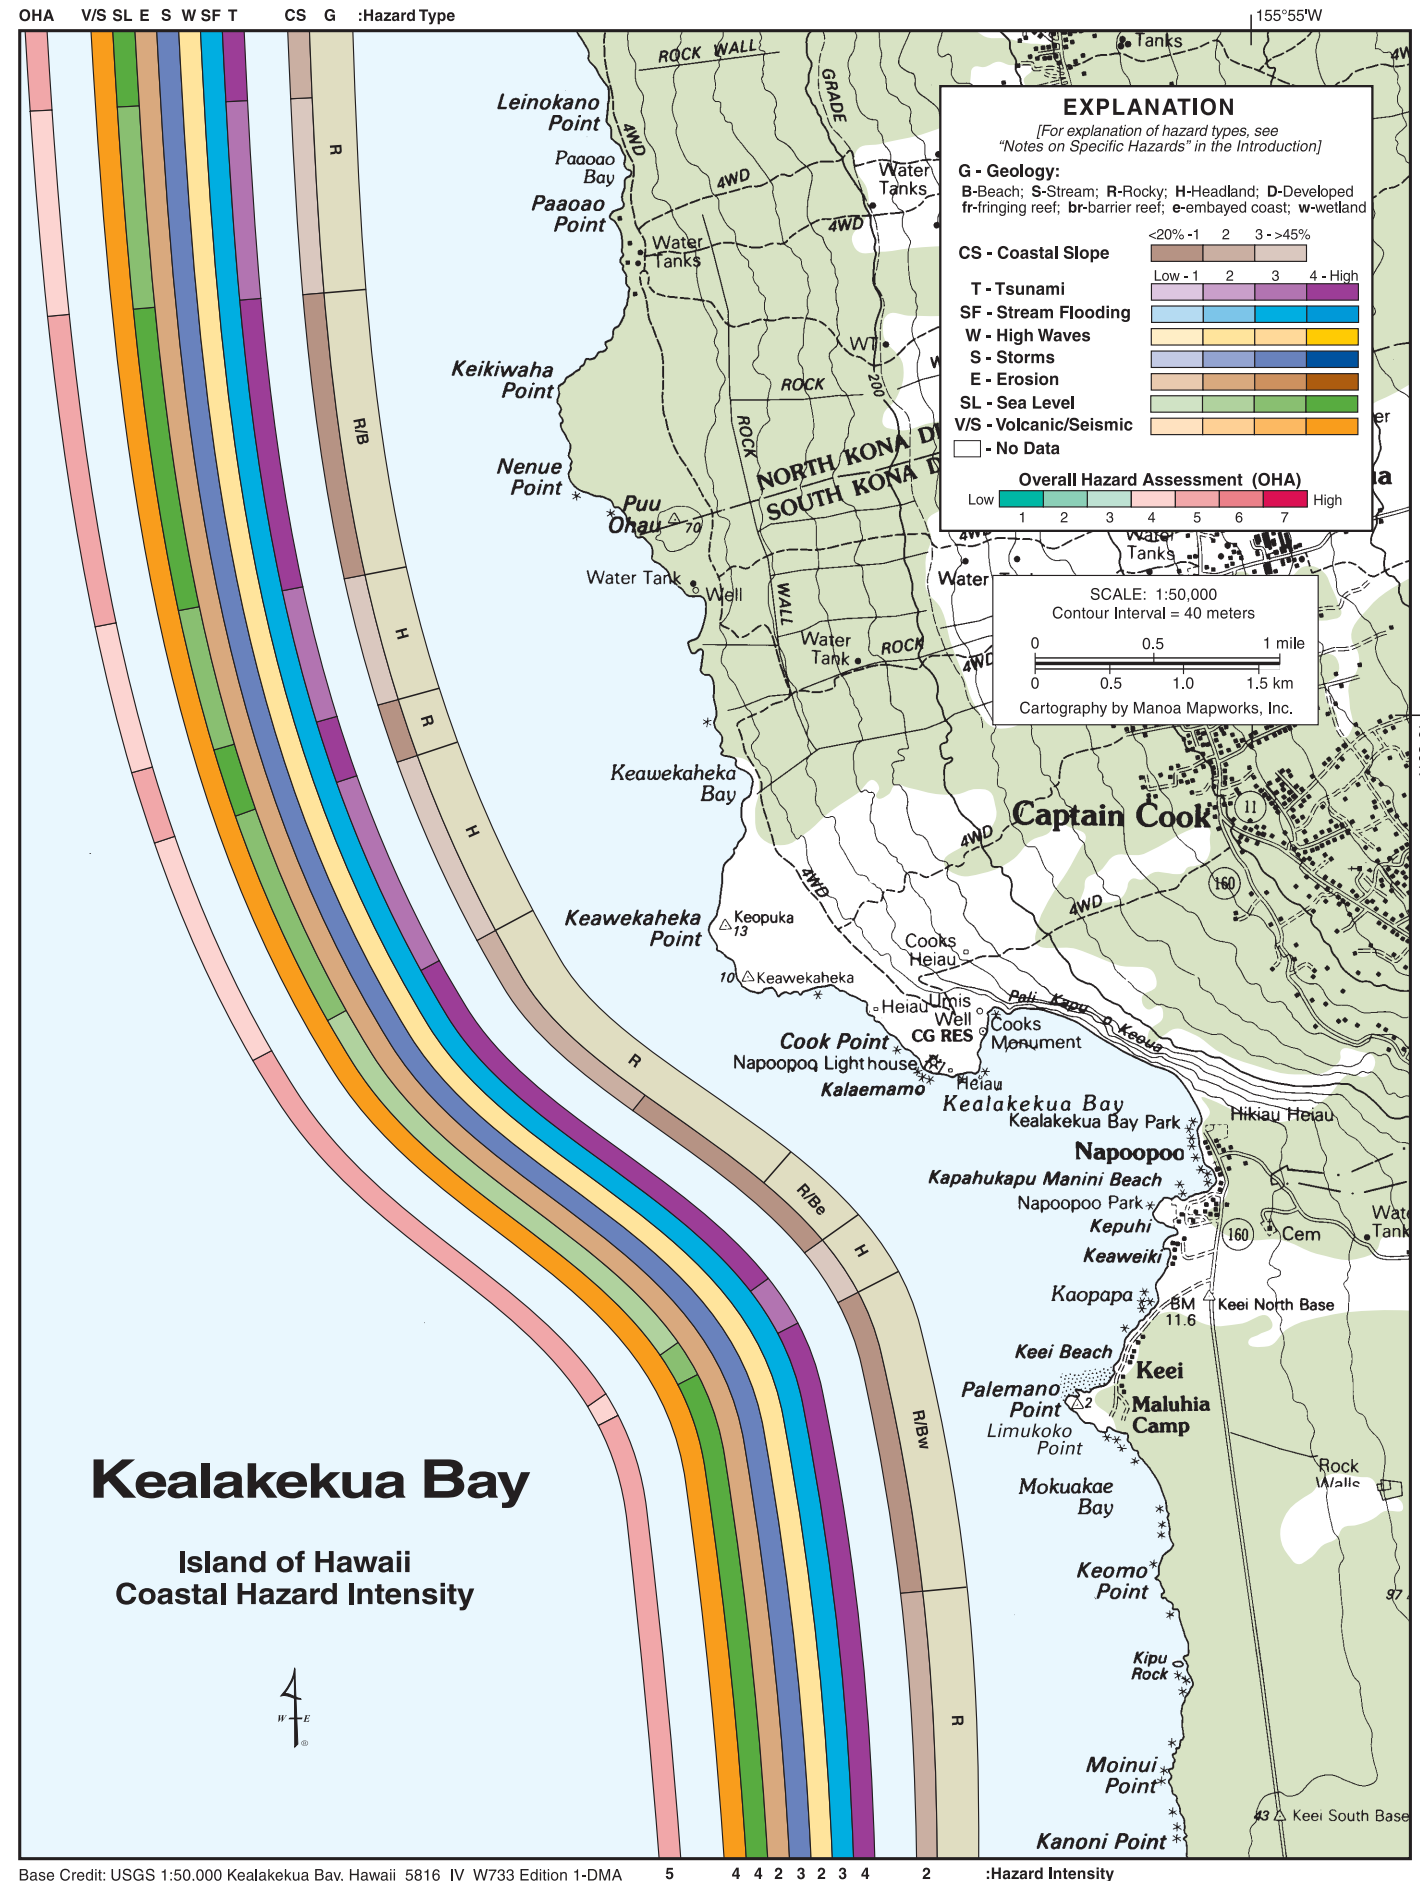 OHA V/S SL E S W SF T CS G :Hazard Type
155°55'W
Tanks
4W
ROCK WALL
GRADE
Leinokano
Point
4WD
Paaoao
Bay
Paaoao
Point
4WD
4WD
Water
Tanks
Water
Tanks
EXPLANATION
[For explanation of hazard types, see
“Notes on Specific Hazards” in the Introduction]
G - Geology:
B-Beach; S-Stream; R-Rocky; H-Headland; D-Developed
fr-fringing reef; br-barrier reef; e-embayed coast; w-wetland
<20% -1 2 3 - >45%
CS - Coastal Slope
Low - 1 2 3 4 - High
T - Tsunami
SF - Stream Flooding
W - High Waves
S - Storms
E - Erosion
SL - Sea Level
V/S - Volcanic/Seismic
- No Data
Overall Hazard Assessment (OHA)
Low High
1 2 3 4 5 6 7
R
R/B
H
R
H
R
R/Be
H
R/Bw
R
WT
200
Keikiwaha
Point
ROCK
ROCK
NORTH KONA DI
SOUTH KONA D
Nenue
Point
Puu
Ohau
70
4WD
Water
Tanks
Water
Water Tank
Well
WALL
Water
Tank
ROCK
4WD
SCALE: 1:50,000
Contour Interval = 40 meters
0 0.5 1 mile
0 0.5 1.0 1.5 km
Cartography by Manoa Mapworks, Inc.
Keawekaheka
Bay
Captain Cook
11
4WD
4WD
160
4WD
Keawekaheka
Point
Keopuka
13
Cooks
Heiau
10 Keawekaheka
Heiau
Umis
Well
Pali Kapu o Keoua
CG RES
Cooks
Monument
Cook Point
Napoopoo Lighthouse
Kalaemamo
Heiau
Kealakekua Bay
Kealakekua Bay Park
Hikiau Heiau
Napoopoo
Kapahukapu Manini Beach
Napoopoo Park
Kepuhi
160
Cem
Wate
Tank
Keaweiki
Kaopapa
BM
11.6
Keei North Base
Keei Beach
Keei
Palemano
Point
2
Maluhia
Camp
Limukoko
Point
Rock
Walls
Mokuakae
Bay
Kealakekua Bay
Island of Hawaii
Coastal Hazard Intensity
Keomo
Point
97
Kipu
Rock
W E
®
Moinui
Point
43 Keei South Base
Kanoni Point
Base Credit: USGS 1:50.000 Kealakekua Bay, Hawaii 5816 IV W733 Edition 1-DMA
5 4 4 2 3 2 3 4 2 :Hazard Intensity